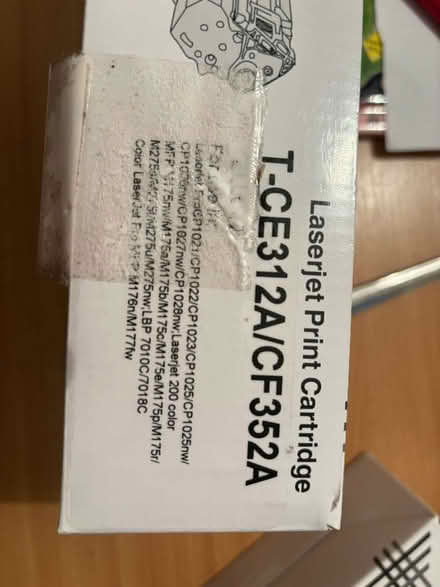 Laserjet Print Cartridge
T-CE312A/CF352A
For use in:
Laserjet Pro CP1021/CP1022/CP1023/CP1025/CP1025nw/
CP1026nw/CP1027nw/CP1028nw;Laserjet 200 color
MFP M175nw/M175a/M175b/M175c/M175e/M175p/M175r/
M275u/M275nw;LBP 7010C/7018C
Color LaserJet Pro MFP M176n/M177fw